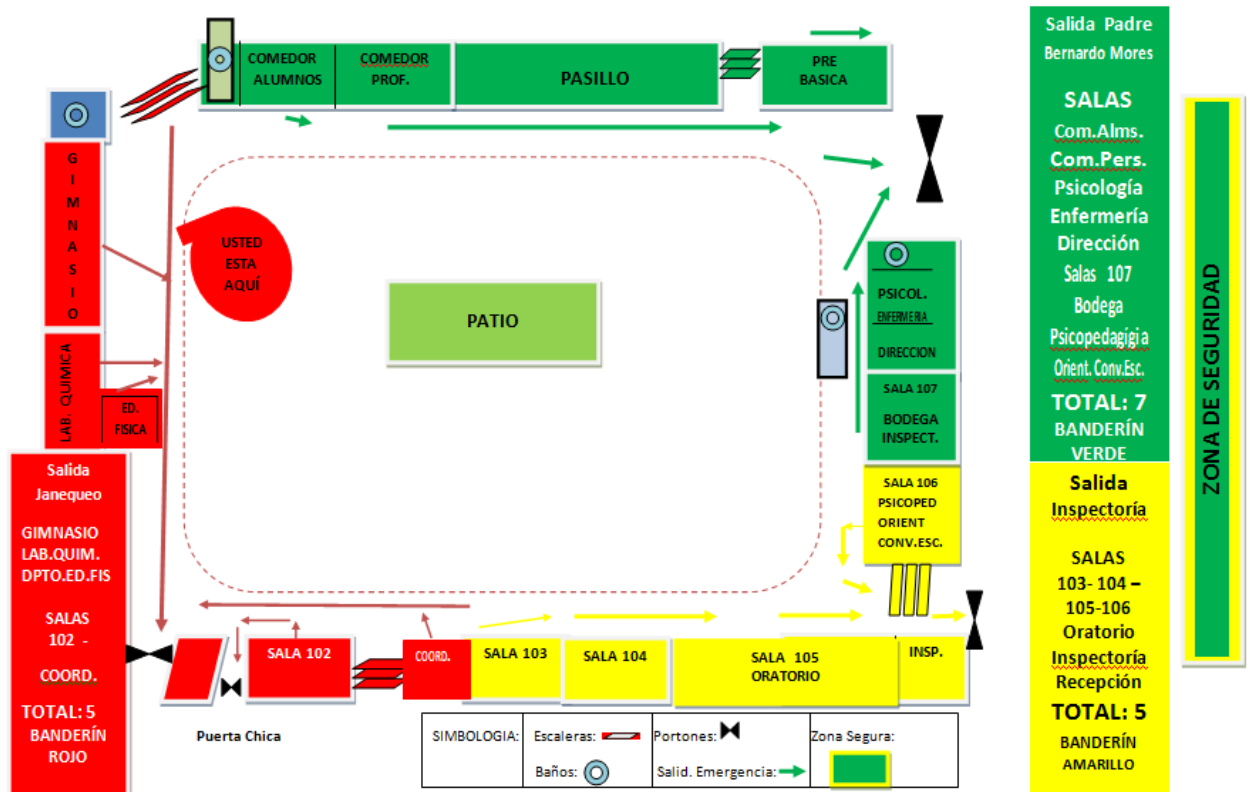 COMEDOR
ALUMNOS
COMEDOR
PROF.
PASILLO
PRE
BASICA
G
I
M
N
A
S
I
O
LAB. QUIMICA
ED.
FISICA
USTED
ESTA
AQUÍ
PATIO
PSICOL.
ENFERMERIA
DIRECCION
SALA 107
BODEGA
INSPECT.
SALA 106
PSICOPED
ORIENT
CONV.ESC.
Salida
Janequeo
GIMNASIO
LAB.QUIM.
DPTO.ED.FIS
SALAS
102 -
COORD.
TOTAL: 5
BANDERÍN
ROJO
SALA 102
COORD.
SALA 103
SALA 104
SALA 105
ORATORIO
INSP.
Puerta Chica
SIMBOLOGIA:
Escaleras:
Portones:
Zona Segura:
Baños:
Salid. Emergencia:
Salida Padre
Bernardo Mores
SALAS
Com.Alms.
Com.Pers.
Psicología
Enfermería
Dirección
Salas 107
Bodega
Psicopedagígia
Orient. Conv.Esc.
TOTAL: 7
BANDERÍN
VERDE
Salida
Inspectoría
SALAS
103- 104 –
105-106
Oratorio
Inspectoría
Recepción
TOTAL: 5
BANDERÍN
AMARILLO
ZONA DE SEGURIDAD